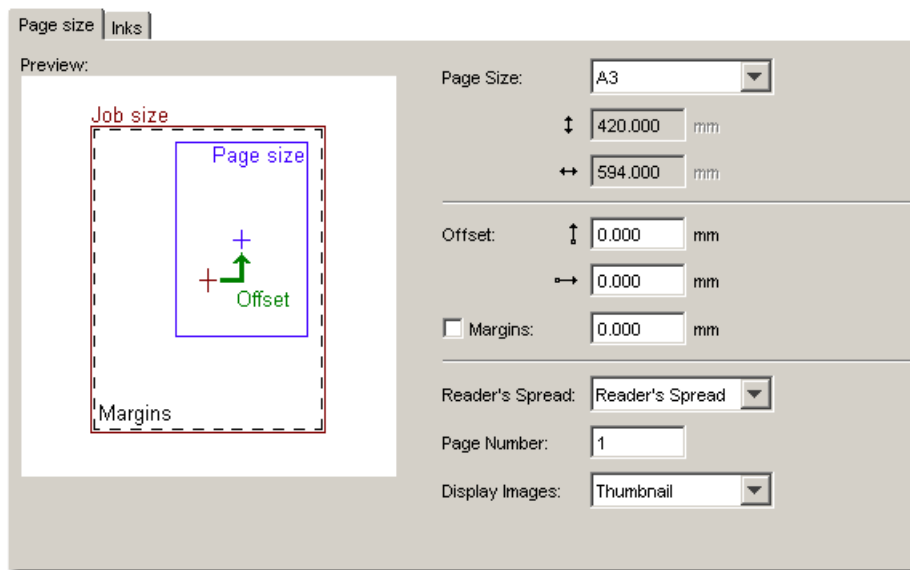 Page size Inks
Preview:
Job size
Page size
Offset
Margins
Page Size: A3
420.000 mm
594.000 mm
Offset: 0.000 mm
0.000 mm
Margins: 0.000 mm
Reader's Spread: Reader's Spread
Page Number: 1
Display Images: Thumbnail